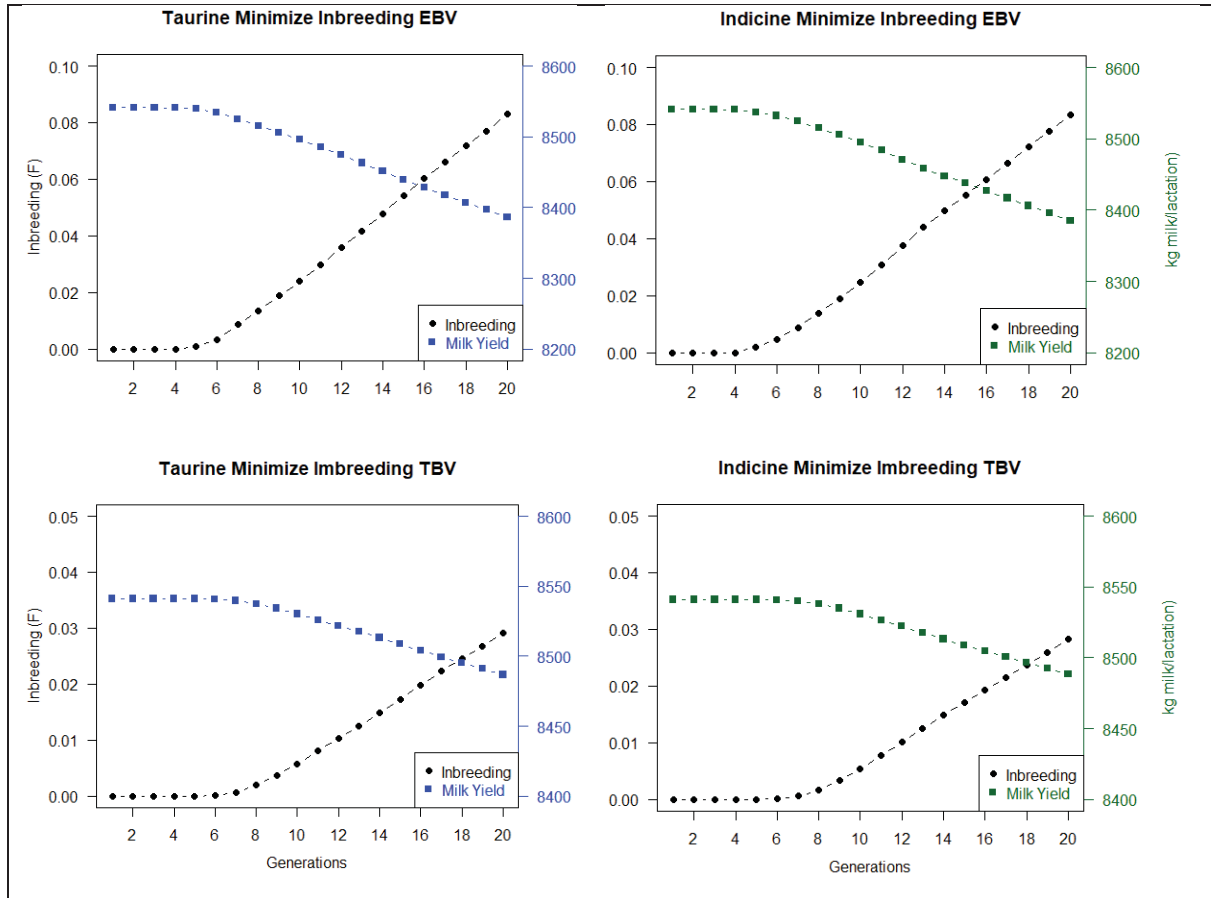 Taurine Minimize Inbreeding EBV
Inbreeding (F)
0.10
0.08
0.06
0.04
0.02
0.00
8600
8500
8400
8300
8200
2 4 6 8 10 12 14 16 18 20
Inbreeding
Milk Yield
Indicine Minimize Inbreeding EBV
0.10
0.08
0.06
0.04
0.02
0.00
8600
8500
8400
8300
8200
kg milk/lactation)
2 4 6 8 10 12 14 16 18 20
Inbreeding
Milk Yield
Taurine Minimize Imbreeding TBV
Inbreeding (F)
0.05
0.04
0.03
0.02
0.01
0.00
8600
8550
8500
8450
8400
2 4 6 8 10 12 14 16 18 20
Generations
Inbreeding
Milk Yield
Indicine Minimize Imbreeding TBV
0.05
0.04
0.03
0.02
0.01
0.00
8600
8550
8500
8450
8400
kg milk/lactation)
2 4 6 8 10 12 14 16 18 20
Generations
Inbreeding
Milk Yield